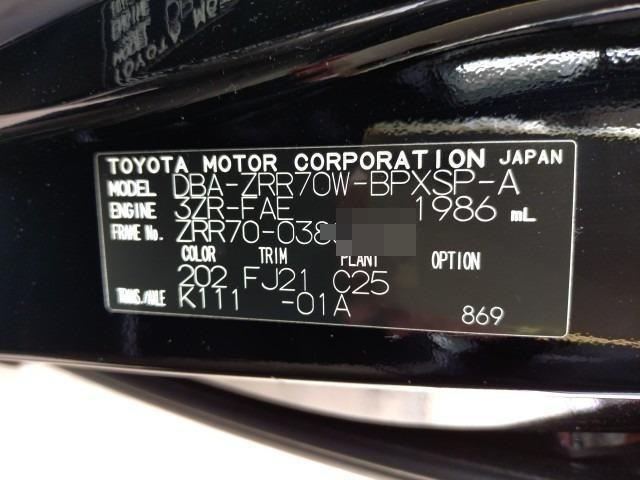 TOYOTA MOTOR CORPORATION JAPAN
MODEL DBA-ZRR70W-BPXSP-A
ENGINE 3ZR-FAE 1986 mL
FRAME No. ZRR70-038
COLOR TRIM PLANT OPTION
202 FJ21 C25
TRANS./AXLE K111 -01A
869